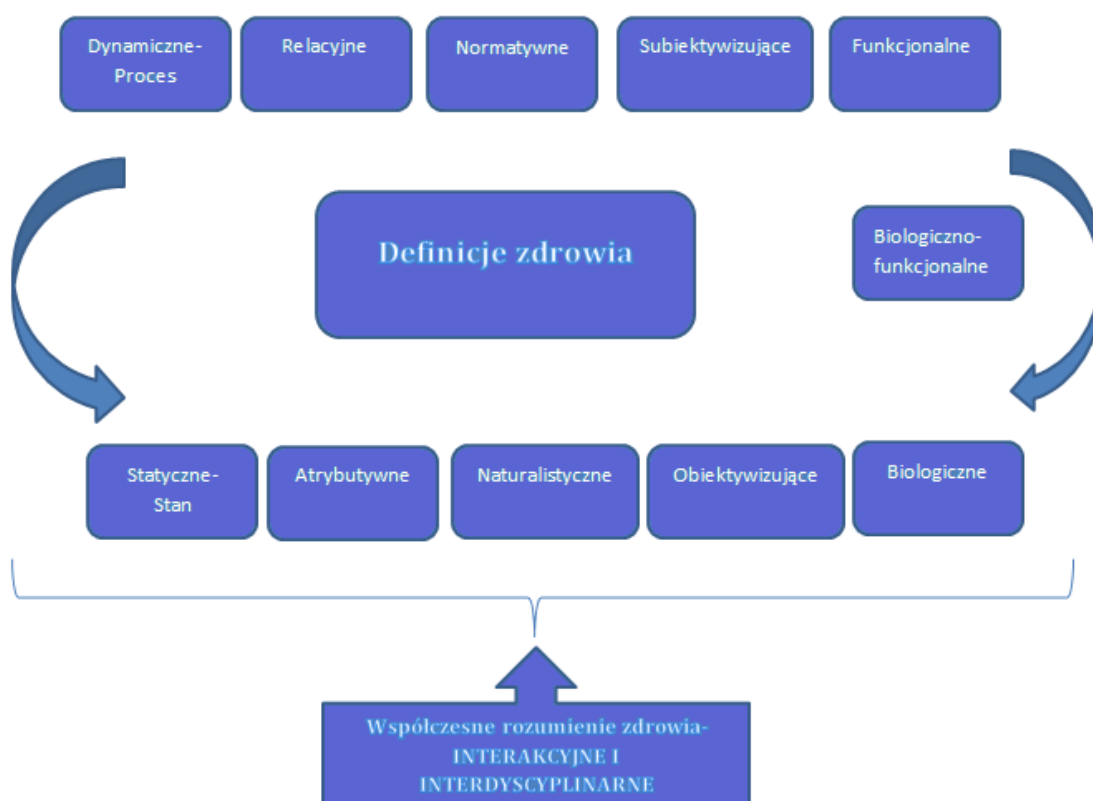 Dynamiczne-
Proces
Relacyjne
Normatywne
Subiektywizujące
Funkcjonalne
Definicje zdrowia
Biologiczno-
funkcjonalne
Statyczne-
Stan
Atrybutywne
Naturalistyczne
Obiektywizujące
Biologiczne
Współczesne rozumienie zdrowia-
INTERAKCYJNE I
INTERDYSCYPLINARNE